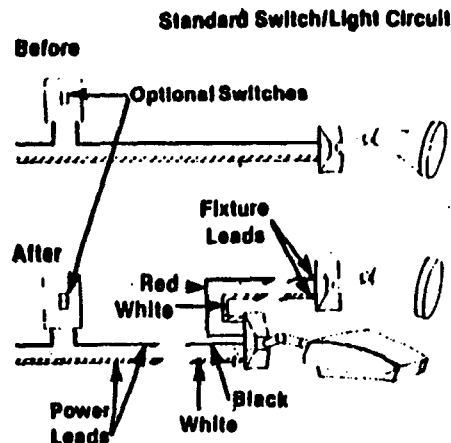 Standard Switch/Light Circuit
Before
Optional Switches
Fixture
Leads
After
Red
White
Black
Power
Leads
White